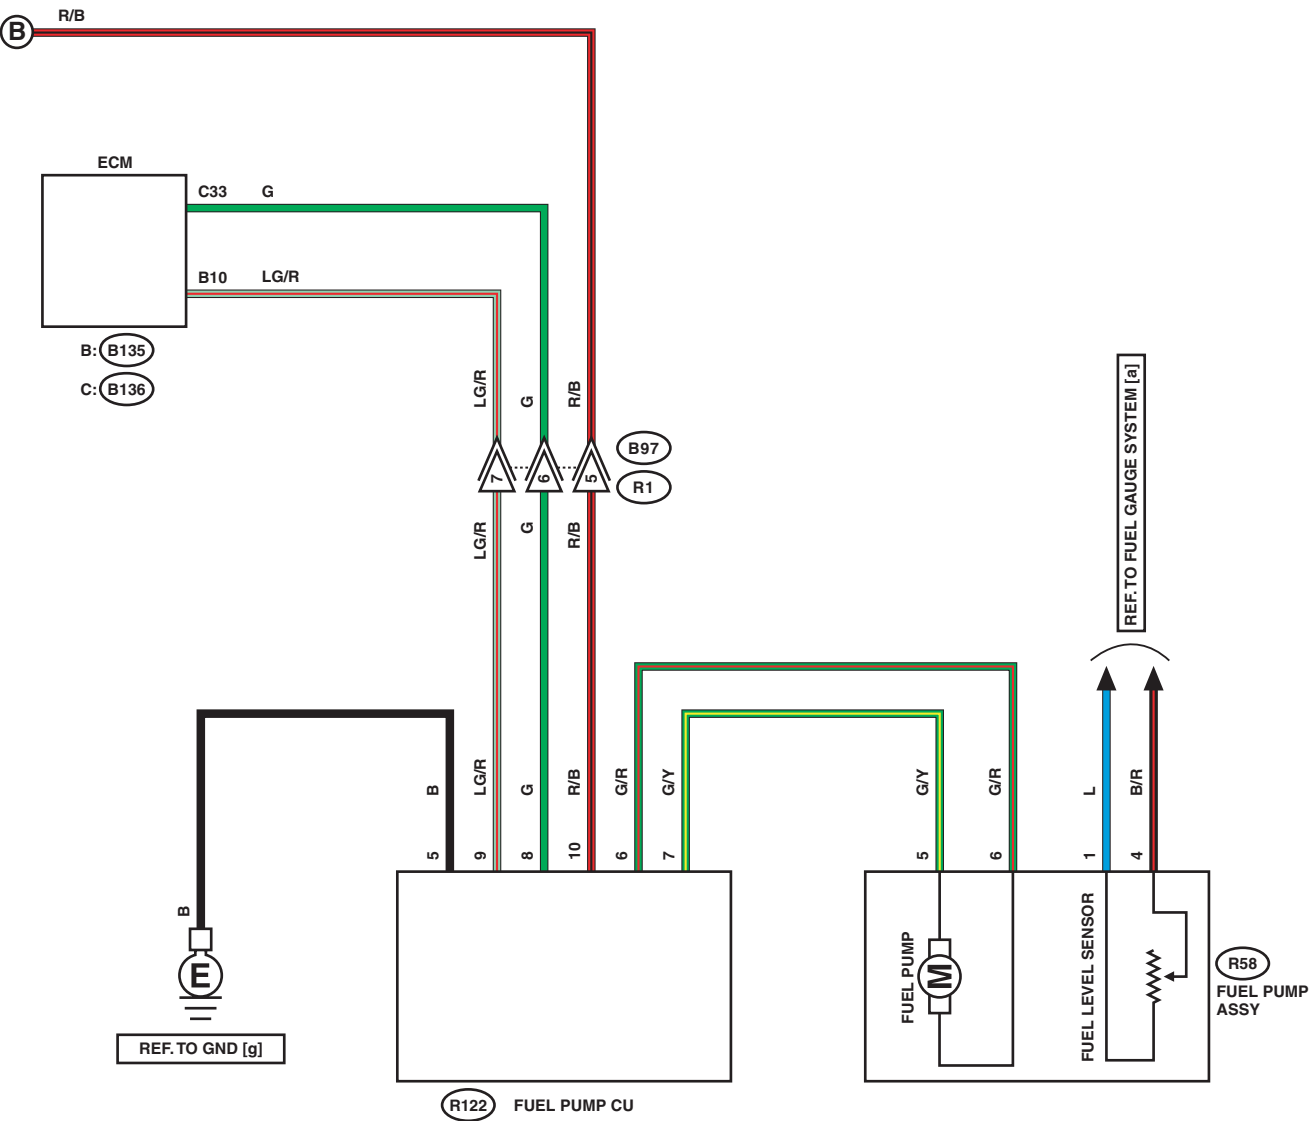 B
R/B
ECM
C33 G
B10 LG/R
B: B135
C: B136
LG/R
G
R/B
B97
7
6
5
R1
LG/R
G
R/B
REF. TO FUEL GAUGE SYSTEM [a]
B
LG/R
G
R/B
G/R
G/Y
G/Y
G/R
L
B/R
5
9
8
10
6
7
5
6
1
4
B
E
REF. TO GND [g]
FUEL PUMP
M
FUEL LEVEL SENSOR
R58
FUEL PUMP
ASSY
R122 FUEL PUMP CU